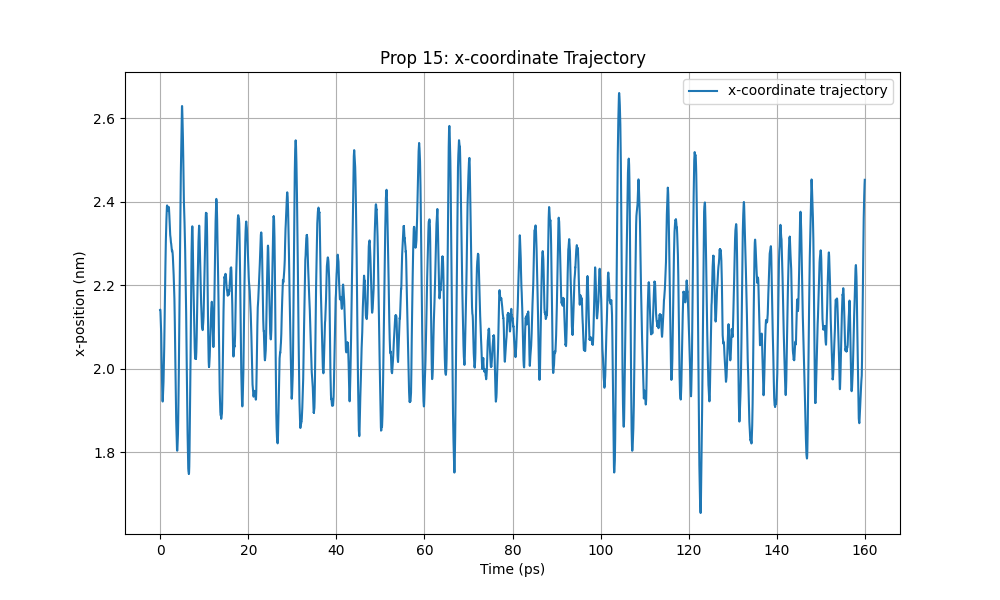 Prop 15: x-coordinate Trajectory
x-coordinate trajectory
x-position (nm)
2.6
2.4
2.2
2.0
1.8
0 20 40 60 80 100 120 140 160
Time (ps)